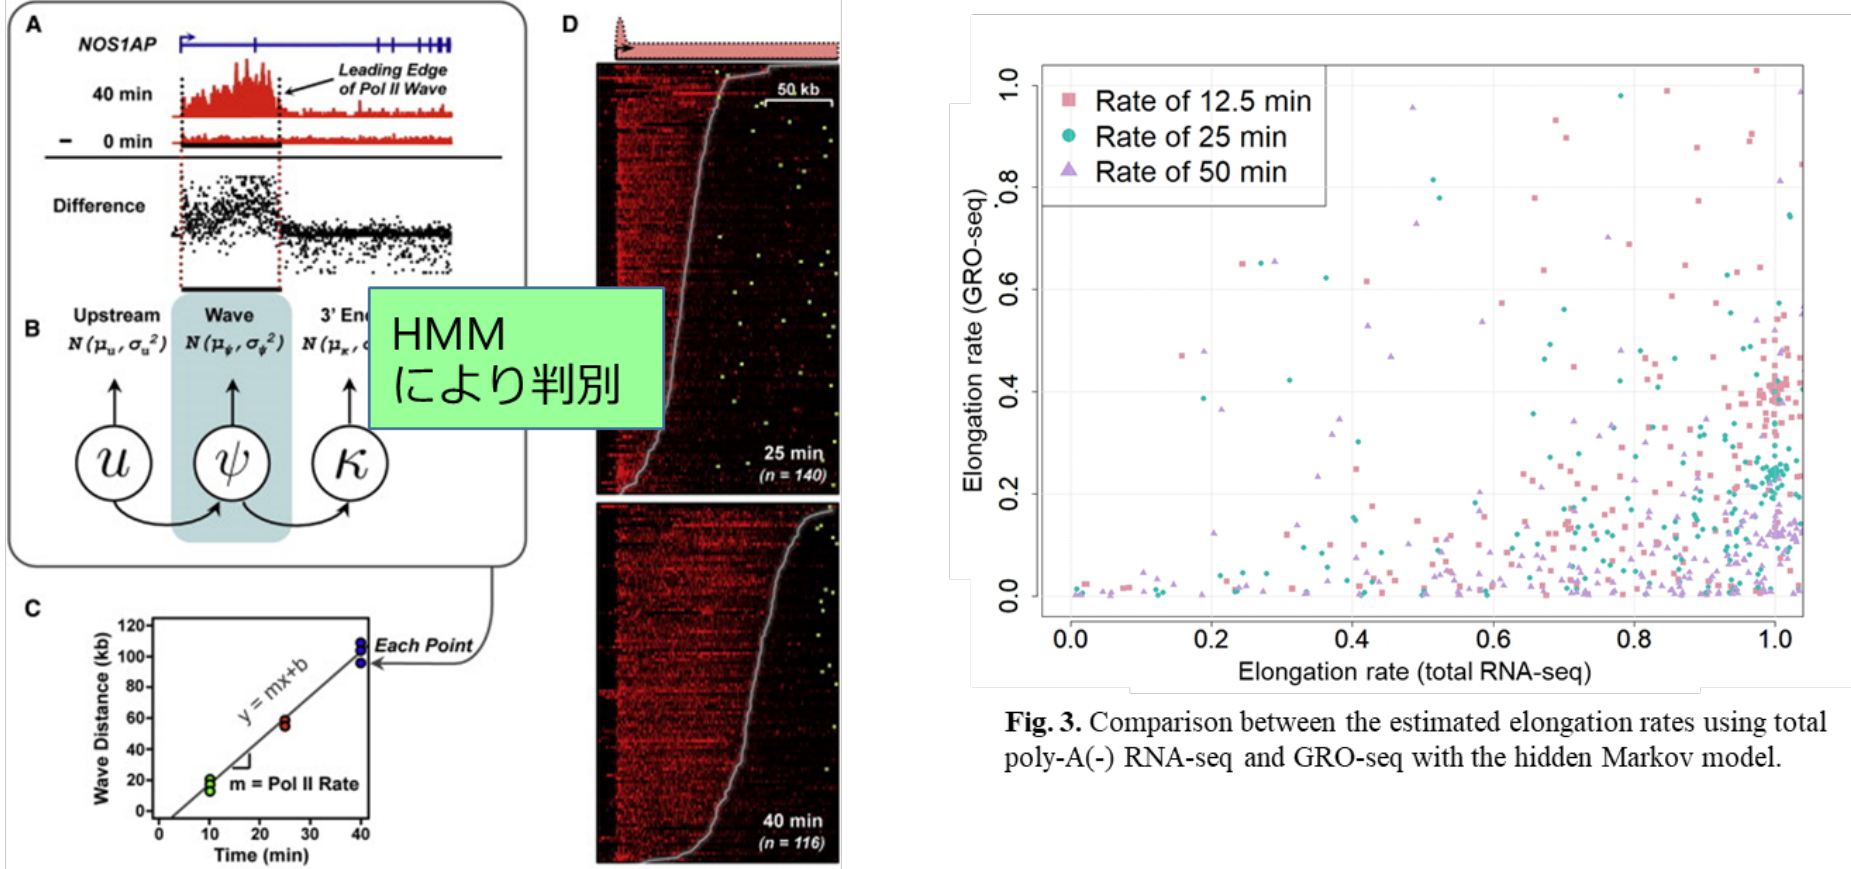 A
NOS1AP
40 min
Leading Edge
of Pol II Wave
– 0 min
Difference
B
Upstream
N(μu, σu²)
Wave
N(μψ, σψ²)
3' En
N(μκ,
HMM
により判別
u
ψ
κ
C
Wave Distance (kb)
120
100
80
60
40
20
0
y = mx+b
m = Pol II Rate
Each Point
0 10 20 30 40
Time (min)
D
50 kb
25 min
(n = 140)
40 min
(n = 116)
Rate of 12.5 min
Rate of 25 min
Rate of 50 min
Elongation rate (GRO-seq)
1.0
0.8
0.6
0.4
0.2
0.0
0.0 0.2 0.4 0.6 0.8 1.0
Elongation rate (total RNA-seq)
Fig. 3. Comparison between the estimated elongation rates using total
poly-A(-) RNA-seq and GRO-seq with the hidden Markov model.